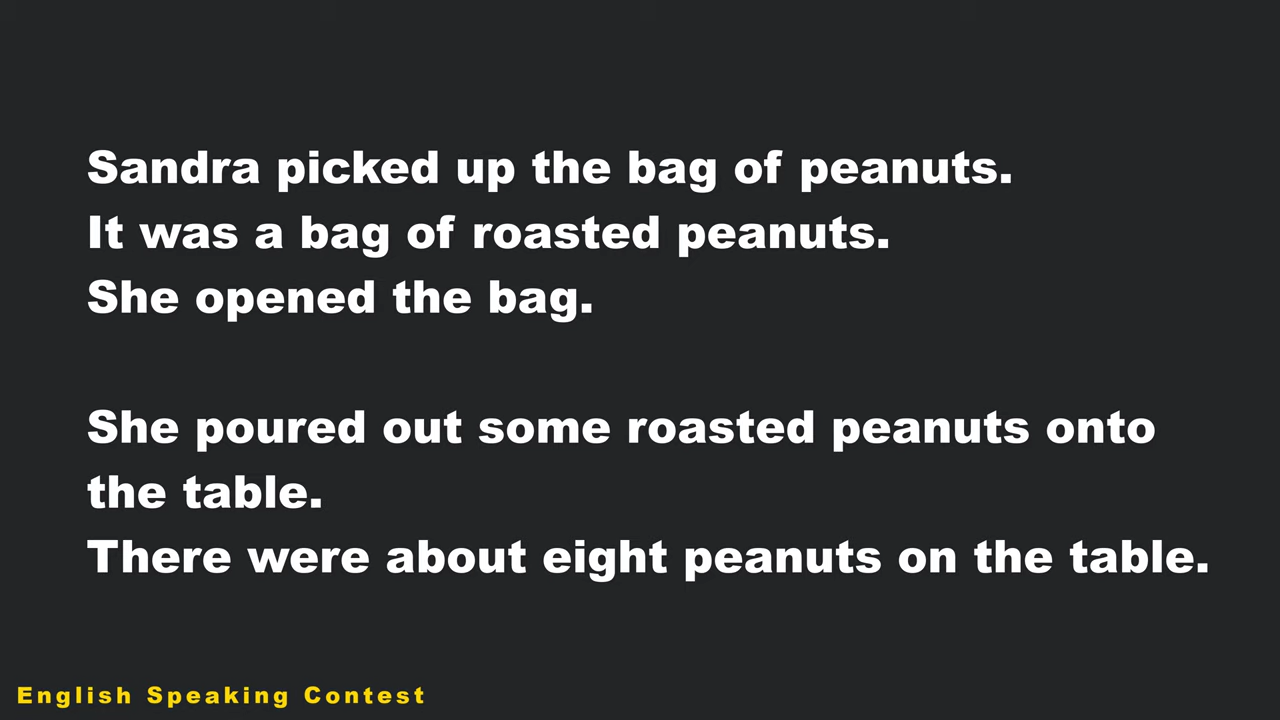 Sandra picked up the bag of peanuts.
It was a bag of roasted peanuts.
She opened the bag.
She poured out some roasted peanuts onto
the table.
There were about eight peanuts on the table.
English Speaking Contest